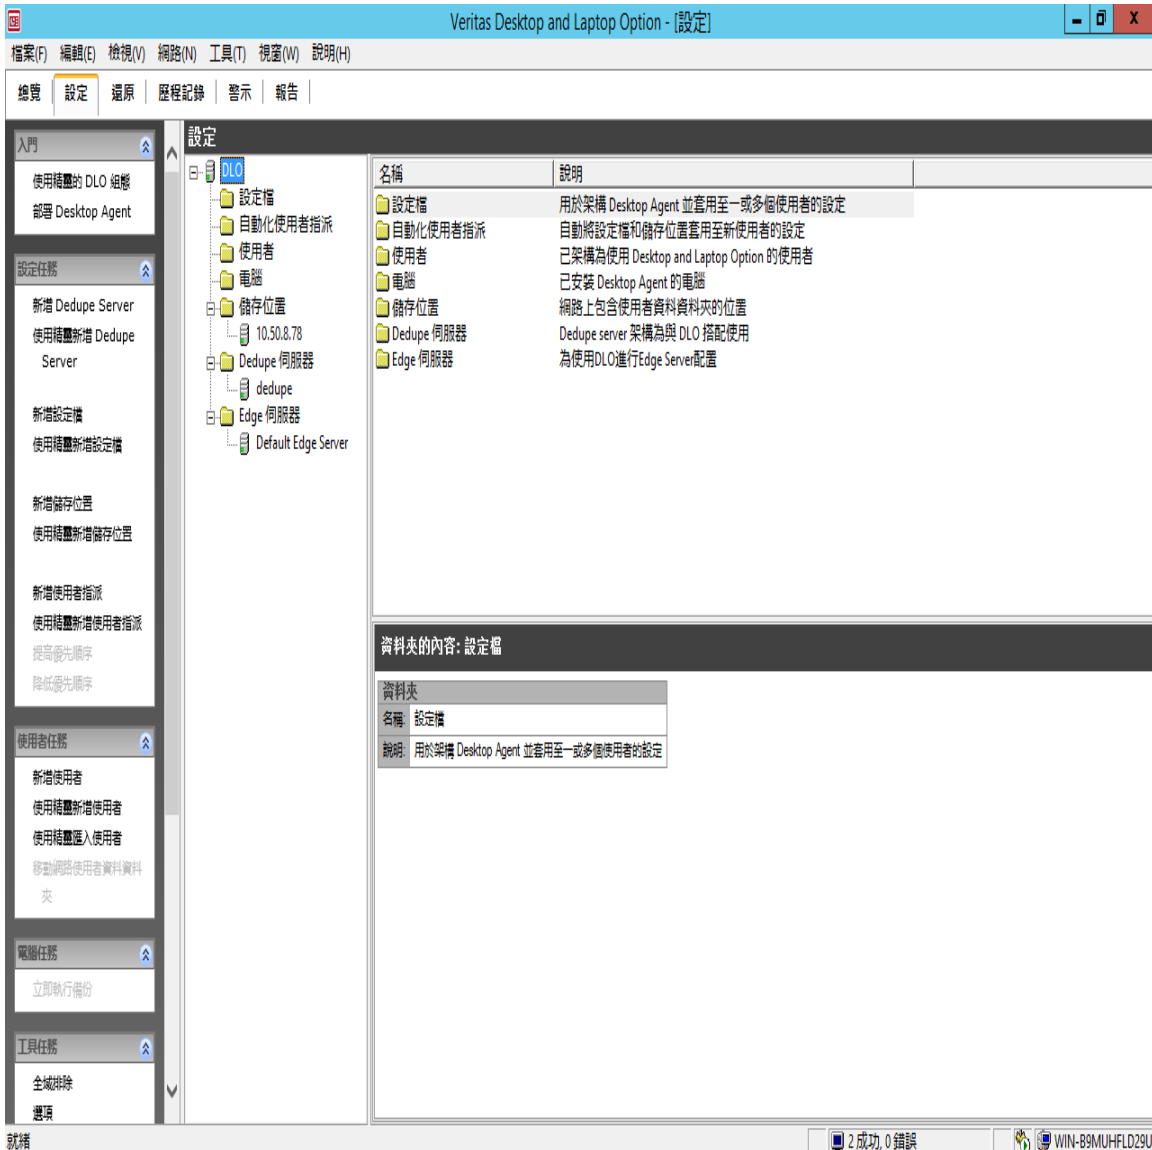 Veritas Desktop and Laptop Option - [設定]
檔案(F) 編輯(E) 檢視(V) 網路(N) 工具(T) 視窗(W) 說明(H)
總覽 設定 還原 歷程記錄 警示 報告
入門
使用精靈的 DLO 組態
部署 Desktop Agent
設定任務
新增 Dedupe Server
使用精靈新增 Dedupe
Server
新增設定檔
使用精靈新增設定檔
新增儲存位置
使用精靈新增儲存位置
新增使用者指派
使用精靈新增使用者指派
提高優先順序
降低優先順序
使用者任務
新增使用者
使用精靈新增使用者
使用精靈匯入使用者
移動網路使用者資料資料
夾
電腦任務
立即執行備份
工具任務
全域排除
選項
設定
DLO
設定檔
自動化使用者指派
使用者
電腦
儲存位置
10.50.8.78
Dedupe 伺服器
dedupe
Edge 伺服器
Default Edge Server
名稱 說明
設定檔 用於架構 Desktop Agent 並套用至一或多個使用者的設定
自動化使用者指派 自動將設定檔和儲存位置套用至新使用者的設定
使用者 已架構為使用 Desktop and Laptop Option 的使用者
電腦 已安裝 Desktop Agent 的電腦
儲存位置 網路上包含使用者資料資料夾的位置
Dedupe 伺服器 Dedupe server 架構為與 DLO 搭配使用
Edge 伺服器 為使用DLO進行Edge Server配置
資料夾的內容: 設定檔
資料夾
名稱: 設定檔
說明: 用於架構 Desktop Agent 並套用至一或多個使用者的設定
就緒 2 成功, 0 錯誤 WIN-B9MUHFLD29U